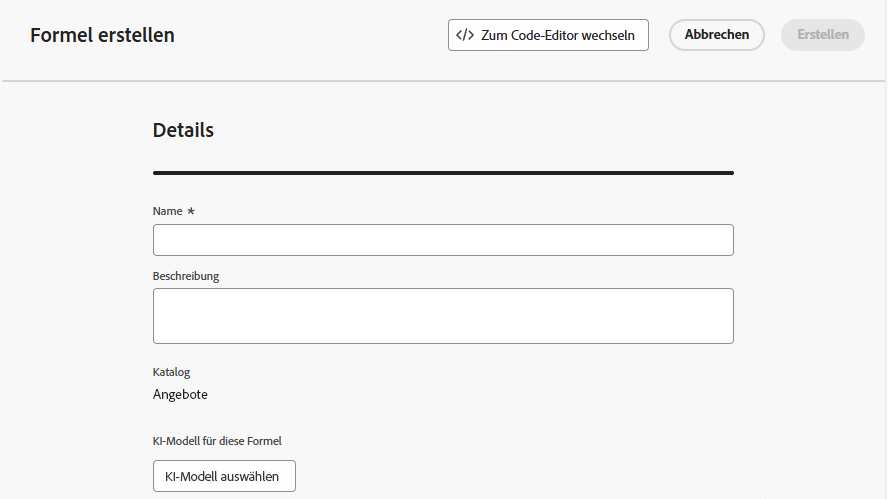 Formel erstellen
</> Zum Code-Editor wechseln
Abbrechen
Erstellen
Details
Name *
Beschreibung
Katalog
Angebote
KI-Modell für diese Formel
KI-Modell auswählen